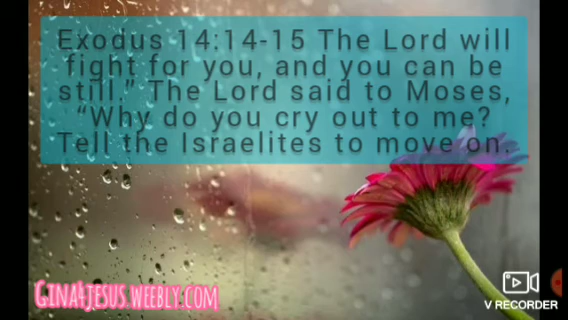 Exodus 14:14-15 The Lord will
fight for you, and you can be
still.” The Lord said to Moses,
“Why do you cry out to me?
Tell the Israelites to move on.
Gina4jesus.weebly.com
V RECORDER